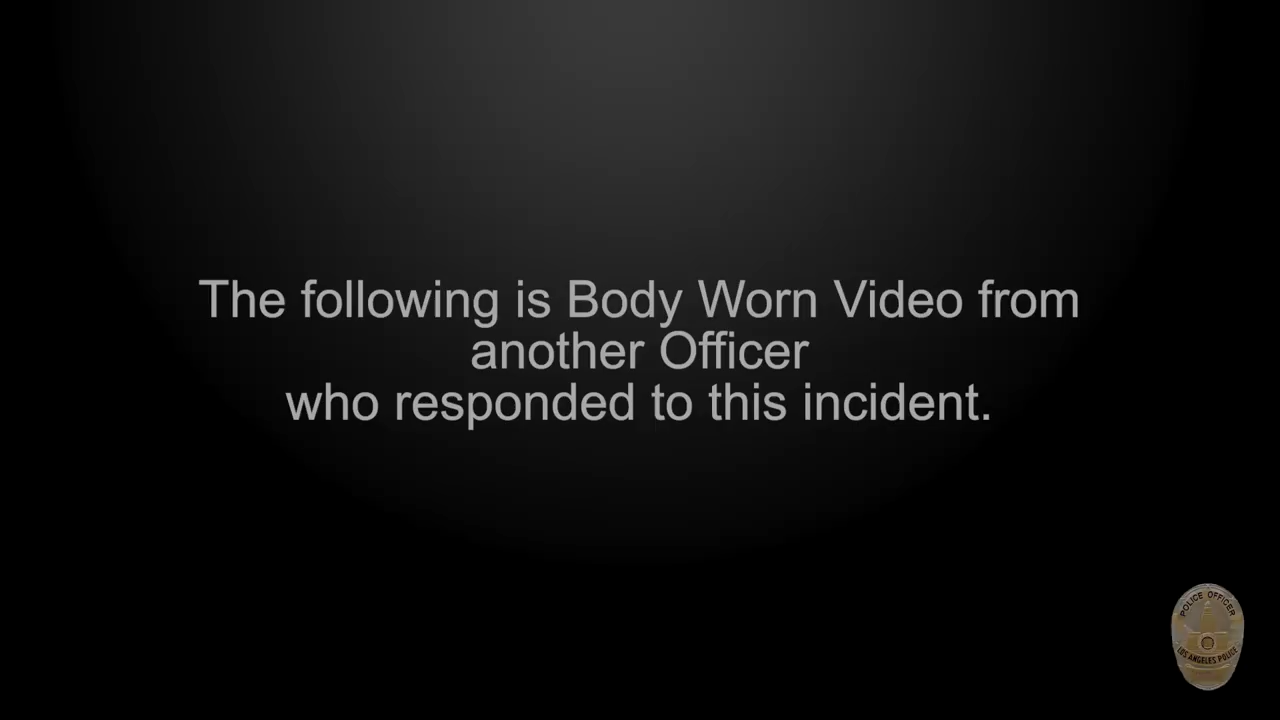 The following is Body Worn Video from
another Officer
who responded to this incident.
POLICE OFFICER
LOS ANGELES POLICE